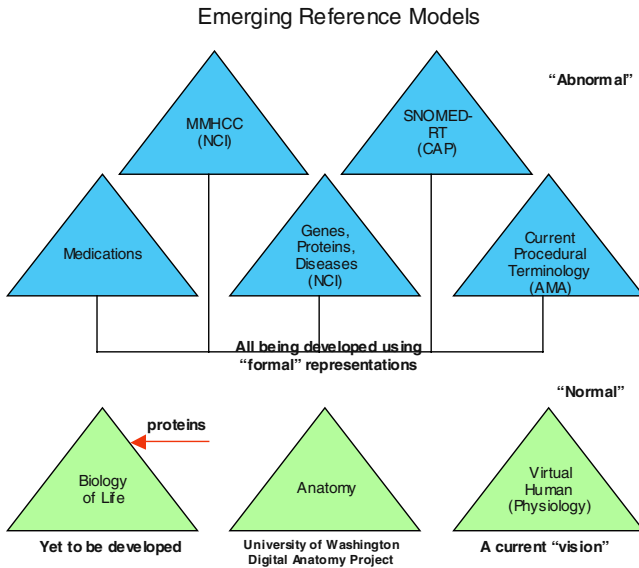 Emerging Reference Models
“Abnormal”
MMHCC
(NCI)
SNOMED-
RT
(CAP)
Medications
Genes,
Proteins,
Diseases
(NCI)
Current
Procedural
Terminology
(AMA)
All being developed using
“formal” representations
“Normal”
proteins
Biology
of Life
Anatomy
Virtual
Human
(Physiology)
Yet to be developed
University of Washington
Digital Anatomy Project
A current “vision”